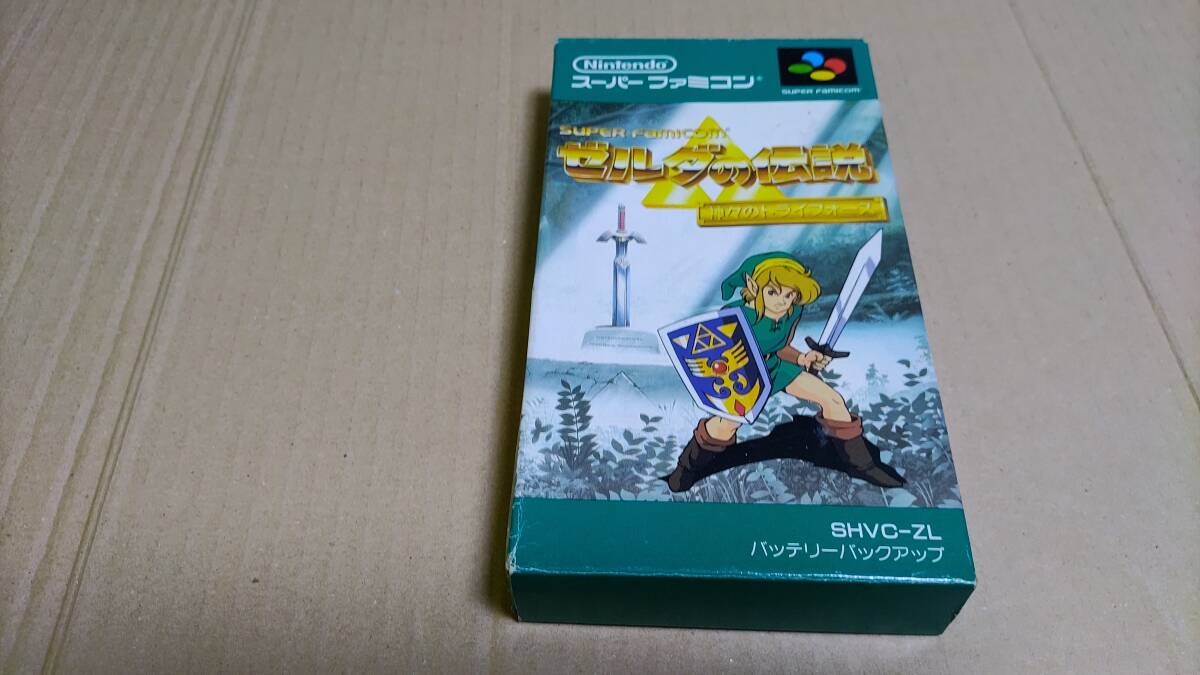 Nintendo
スーパーファミコン®
SUPER FAMICOM®
SUPER FAMICOM®
ゼルダの伝説
神々のトライフォース
SHVC-ZL
バッテリーバックアップ